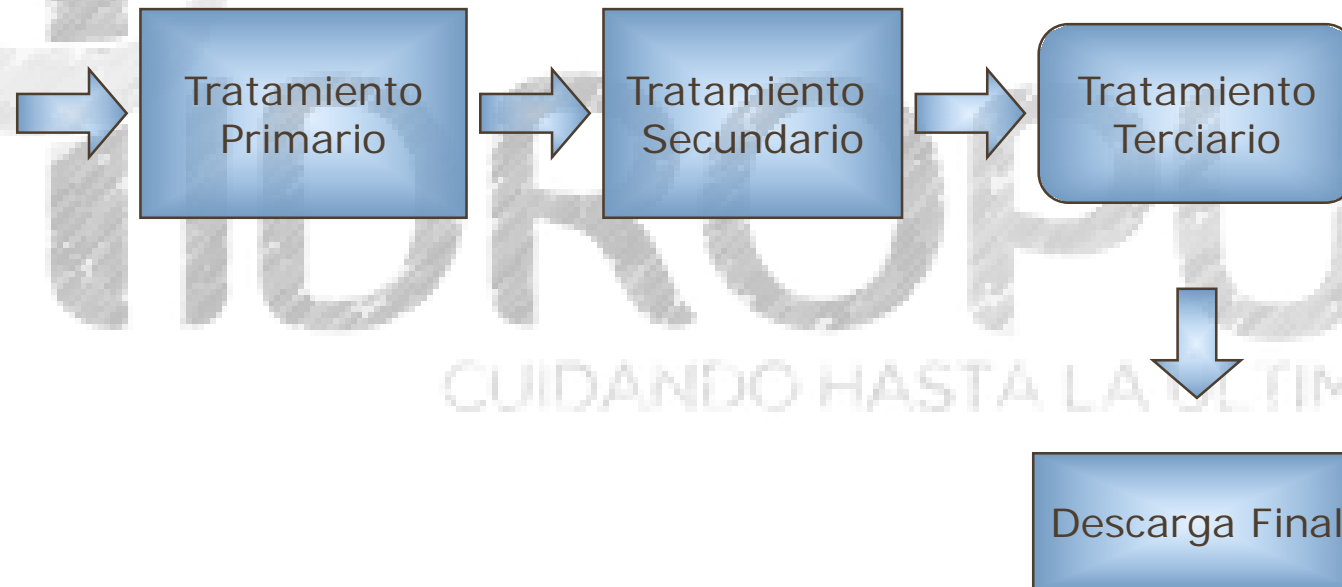 Tratamiento
Primario
Tratamiento
Secundario
Tratamiento
Terciario
CUIDANDO HASTA LA
Descarga Final